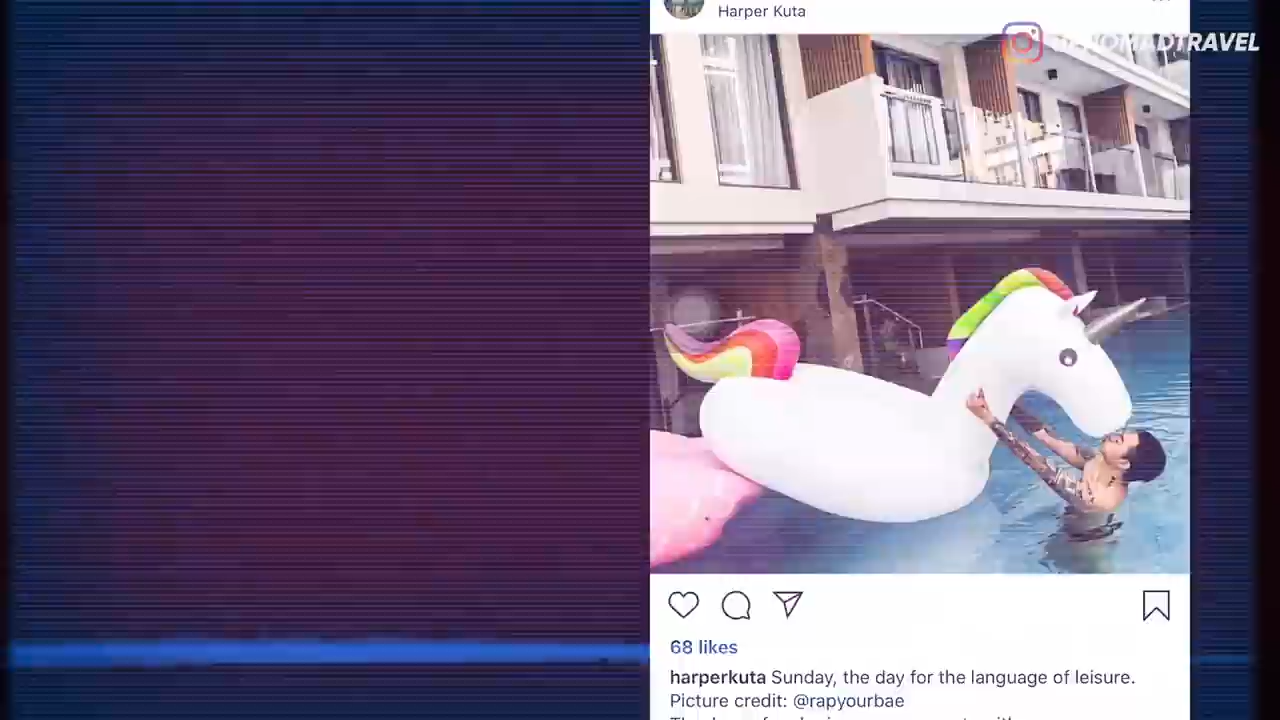 Harper Kuta
68 likes
harperkuta Sunday, the day for the language of leisure.
Picture credit: @rapyourbae